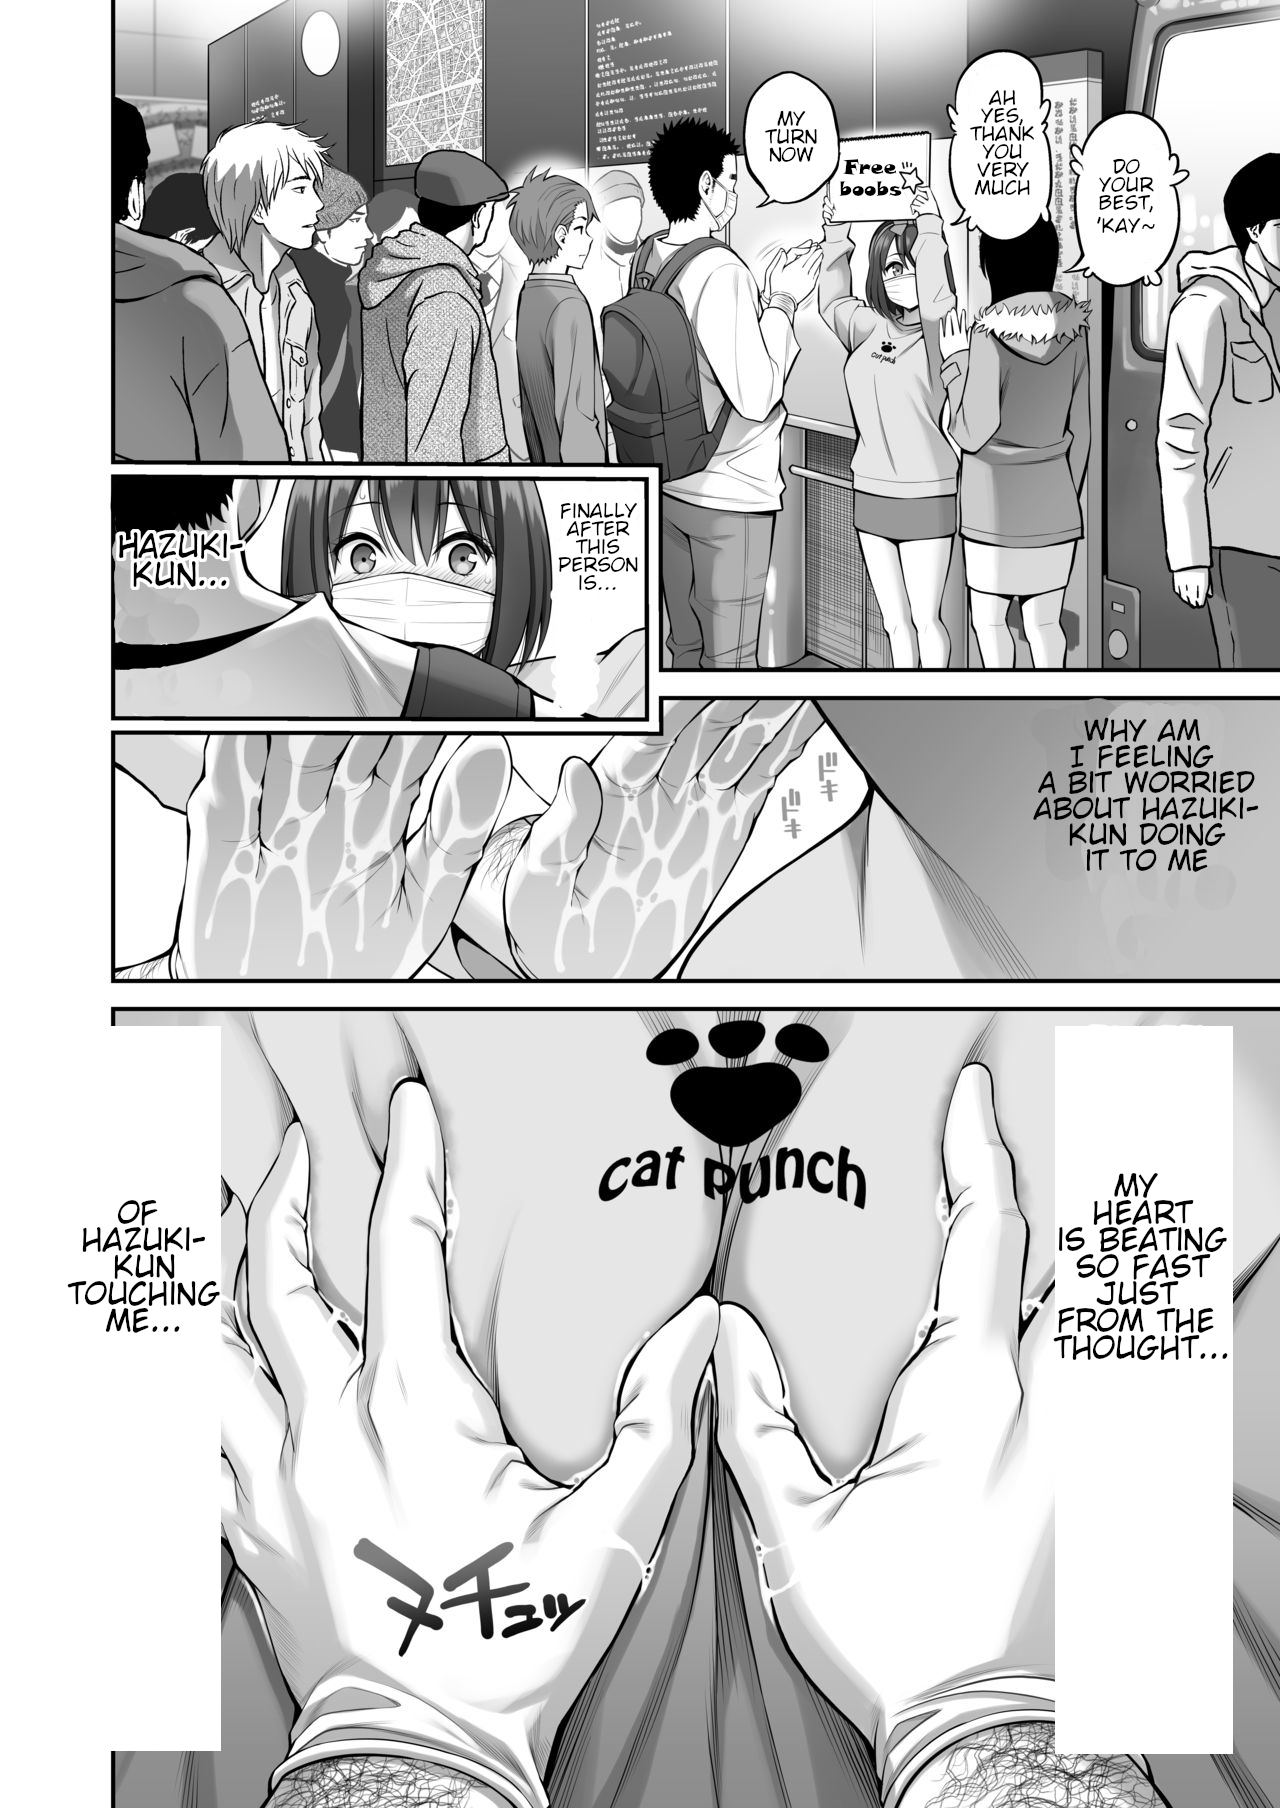 DO
YOUR
BEST,
'KAY~
AH
YES,
THANK
YOU
VERY
MUCH
Free
boobs
cat punch
MY
TURN
NOW
FINALLY
AFTER
THIS
PERSON
IS...
HAZUKI-
KUN...
WHY AM
I FEELING
A BIT WORRIED
ABOUT HAZUKI-
KUN DOING
IT TO ME
ドキ
ドキ
cat punch
MY
HEART
IS BEATING
SO FAST
JUST
FROM THE
THOUGHT...
OF
HAZUKI-
KUN
TOUCHING
ME...
ヌチュッ